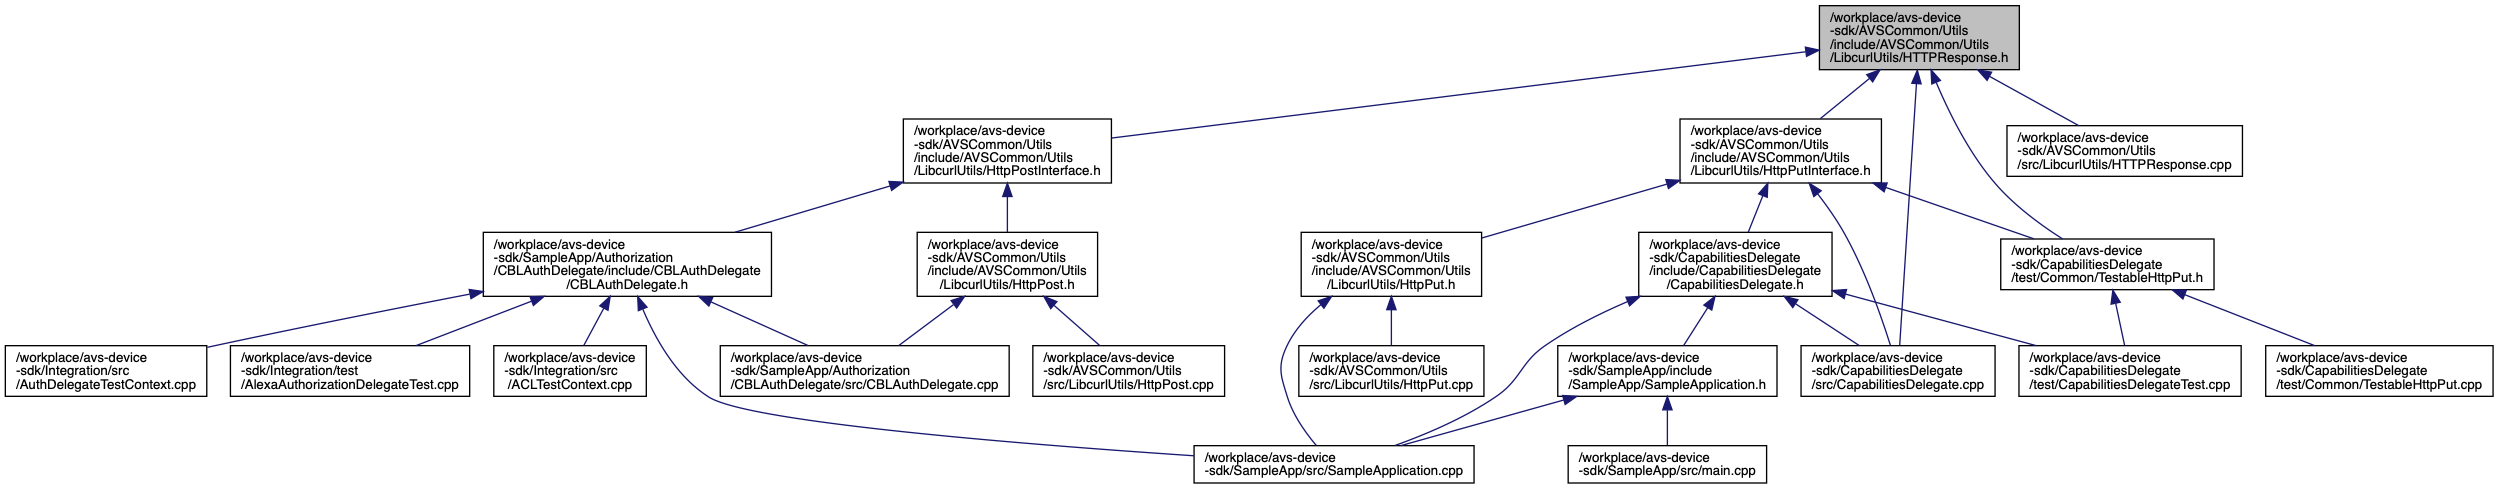 /workplace/avs-device
-sdk/AVSCommon/Utils
/include/AVSCommon/Utils
/LibcurlUtils/HTTPResponse.h
/workplace/avs-device
-sdk/AVSCommon/Utils
/include/AVSCommon/Utils
/LibcurlUtils/HttpPostInterface.h
/workplace/avs-device
-sdk/AVSCommon/Utils
/include/AVSCommon/Utils
/LibcurlUtils/HttpPutInterface.h
/workplace/avs-device
-sdk/AVSCommon/Utils
/src/LibcurlUtils/HTTPResponse.cpp
/workplace/avs-device
-sdk/SampleApp/Authorization
/CBLAuthDelegate/include/CBLAuthDelegate
/CBLAuthDelegate.h
/workplace/avs-device
-sdk/AVSCommon/Utils
/include/AVSCommon/Utils
/LibcurlUtils/HttpPost.h
/workplace/avs-device
-sdk/AVSCommon/Utils
/include/AVSCommon/Utils
/LibcurlUtils/HttpPut.h
/workplace/avs-device
-sdk/CapabilitiesDelegate
/include/CapabilitiesDelegate
/CapabilitiesDelegate.h
/workplace/avs-device
-sdk/CapabilitiesDelegate
/test/Common/TestableHttpPut.h
/workplace/avs-device
-sdk/Integration/src
/AuthDelegateTestContext.cpp
/workplace/avs-device
-sdk/Integration/test
/AlexaAuthorizationDelegateTest.cpp
/workplace/avs-device
-sdk/Integration/src
/ACLTestContext.cpp
/workplace/avs-device
-sdk/SampleApp/Authorization
/CBLAuthDelegate/src/CBLAuthDelegate.cpp
/workplace/avs-device
-sdk/AVSCommon/Utils
/src/LibcurlUtils/HttpPost.cpp
/workplace/avs-device
-sdk/AVSCommon/Utils
/src/LibcurlUtils/HttpPut.cpp
/workplace/avs-device
-sdk/SampleApp/include
/SampleApp/SampleApplication.h
/workplace/avs-device
-sdk/CapabilitiesDelegate
/src/CapabilitiesDelegate.cpp
/workplace/avs-device
-sdk/CapabilitiesDelegate
/test/CapabilitiesDelegateTest.cpp
/workplace/avs-device
-sdk/CapabilitiesDelegate
/test/Common/TestableHttpPut.cpp
/workplace/avs-device
-sdk/SampleApp/src/SampleApplication.cpp
/workplace/avs-device
-sdk/SampleApp/src/main.cpp